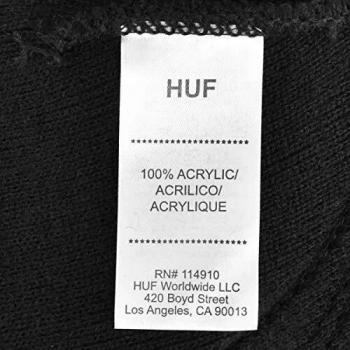 HUF
************************
100% ACRYLIC/
ACRILICO/
ACRYLIQUE
************************
RN# 114910
HUF Worldwide LLC
420 Boyd Street
Los Angeles, CA 90013